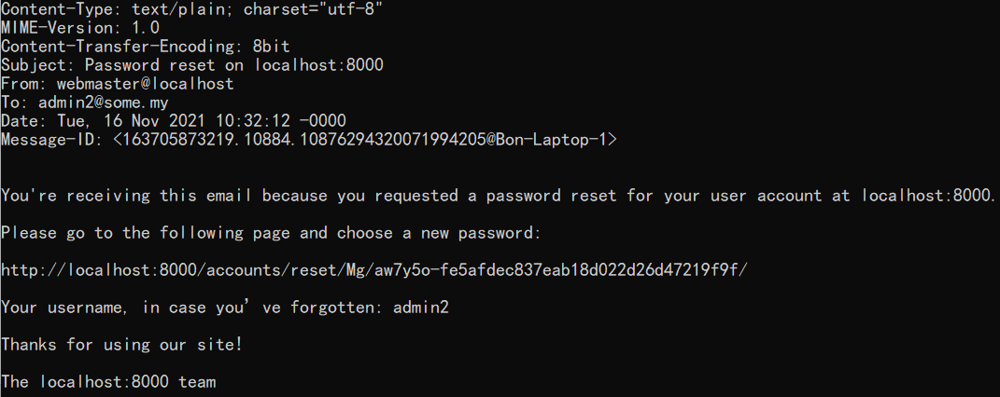 Content-Type: text/plain; charset="utf-8"
MIME-Version: 1.0
Content-Transfer-Encoding: 8bit
Subject: Password reset on localhost:8000
From: webmaster@localhost
To: admin2@some.my
Date: Tue, 16 Nov 2021 10:32:12 -0000
Message-ID: <163705873219.10884.10876294320071994205@Bon-Laptop-1>
You're receiving this email because you requested a password reset for your user account at localhost:8000.
Please go to the following page and choose a new password:
http://localhost:8000/accounts/reset/Mg/aw7y5o-fe5afdec837eab18d022d26d47219f9f/
Your username, in case you’ve forgotten: admin2
Thanks for using our site!
The localhost:8000 team